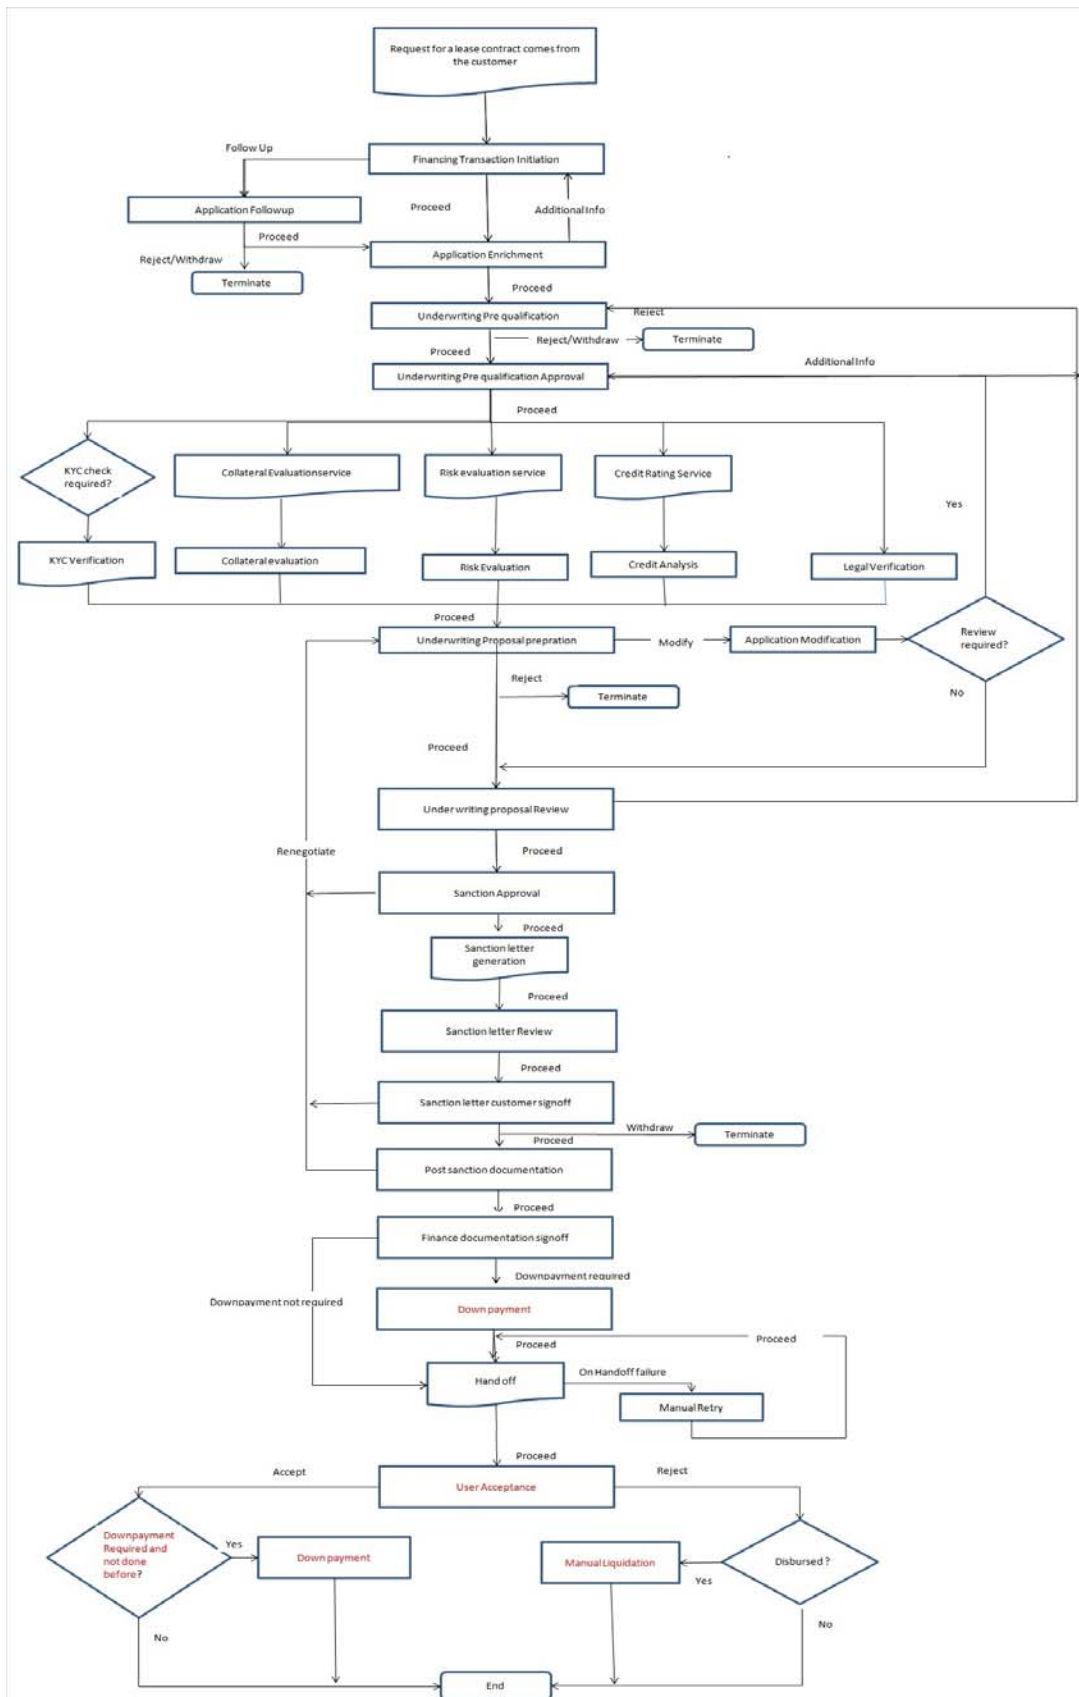 Request for a lease contract comes from
the customer
Follow Up
Financing Transaction Initiation
Proceed
Additional Info
Application Followup
Proceed
Application Enrichment
Reject/Withdraw
Terminate
Proceed
Underwriting Pre qualification
Reject
Reject/Withdraw
Terminate
Proceed
Additional Info
Underwriting Pre qualification Approval
Proceed
KYC check
required?
Collateral Evaluationservice
Risk evaluation service
Credit Rating Service
Yes
KYC Verification
Collateral evaluation
Risk Evaluation
Credit Analysis
Legal Verification
Proceed
Underwriting Proposal prepration
Modify
Application Modification
Review
required?
Reject
Terminate
No
Proceed
Under writing proposal Review
Renegotiate
Proceed
Sanction Approval
Proceed
Sanction letter
generation
Proceed
Sanction letter Review
Proceed
Sanction letter customer signoff
Withdraw
Terminate
Proceed
Post sanction documentation
Proceed
Finance documentation signoff
Downpayment required
Downpayment not required
Down payment
Proceed
Proceed
Hand off
On Handoff failure
Manual Retry
Proceed
Accept
User Acceptance
Reject
Downpayment
Required and
not done
before?
Yes
Down payment
Manual Liquidation
Yes
Disbursed ?
No
No
End